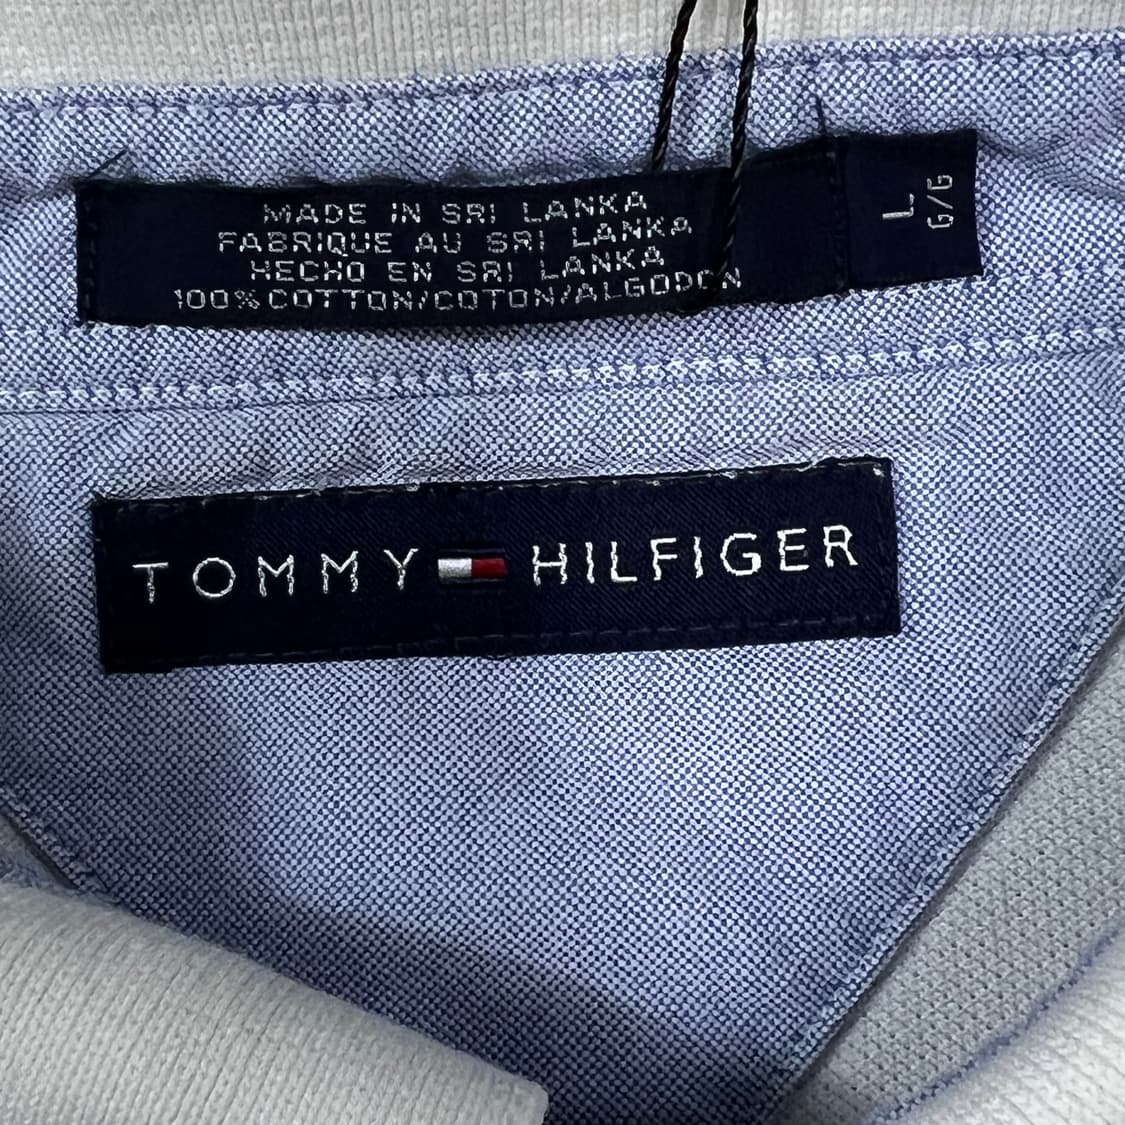 MADE IN SRI LANKA
FABRIQUE AU SRI LANKA
HECHO EN SRI LANKA
100% COTTON/COTON/ALGODON
L
G/G
TOMMY HILFIGER